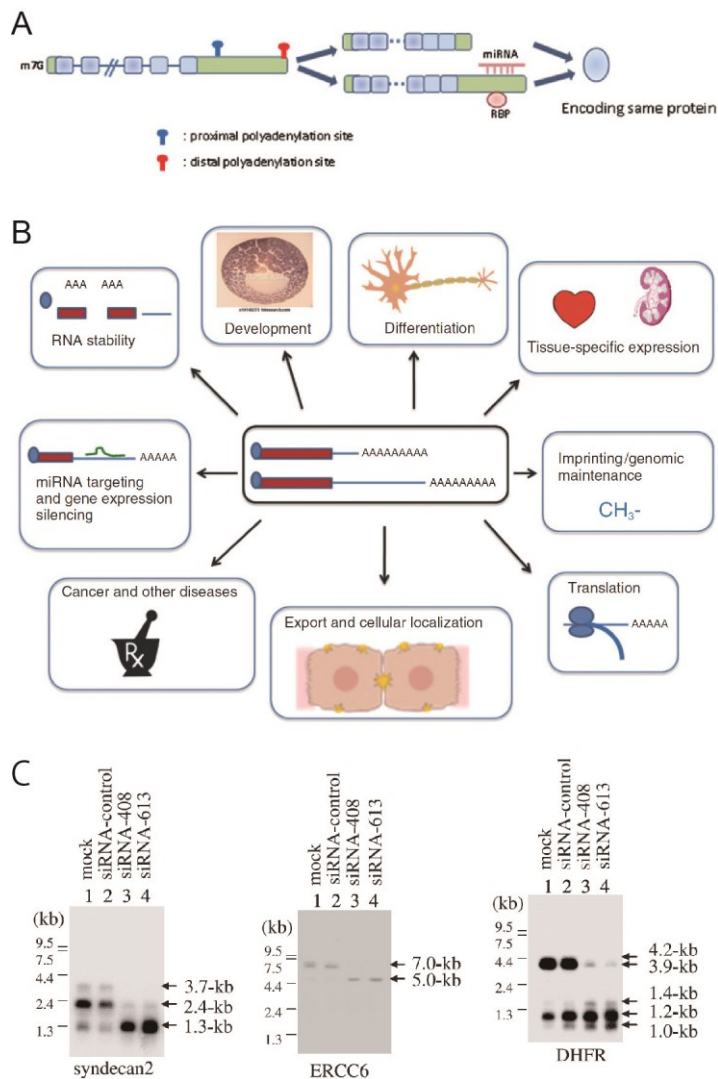 A
m7G
miRNA
RBP
Encoding same protein
: proximal polyadenylation site
: distal polyadenylation site
B
AAA AAA
RNA stability
Development
Differentiation
Tissue-specific expression
AAAAA
miRNA targeting
and gene expression
silencing
AAAAAAAAA
AAAAAAAAAA
Imprinting/genomic
maintenance
CH3-
Cancer and other diseases
Rx
Export and cellular localization
Translation
AAAAA
C
mock
siRNA-control
siRNA-408
siRNA-613
1 2 3 4
(kb)
9.5
7.5
4.4
2.4
1.3
3.7-kb
2.4-kb
1.3-kb
syndecan2
mock
siRNA-control
siRNA-408
siRNA-613
1 2 3 4
(kb)
9.5
7.5
4.4
2.4
1.3
7.0-kb
5.0-kb
ERCC6
mock
siRNA-control
siRNA-408
siRNA-613
1 2 3 4
(kb)
9.5
7.5
4.4
2.4
1.3
4.2-kb
3.9-kb
1.4-kb
1.2-kb
1.0-kb
DHFR